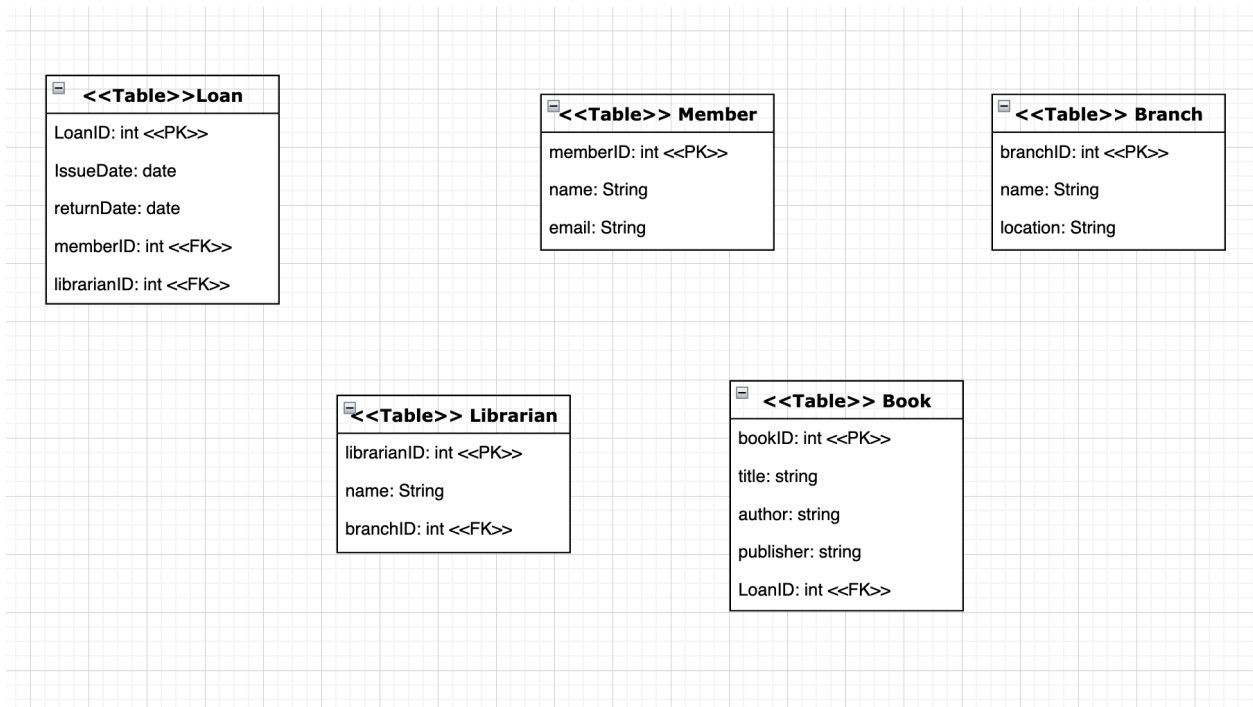 <<Table>>Loan
LoanID: int <<PK>>
IssueDate: date
returnDate: date
memberID: int <<FK>>
librarianID: int <<FK>>
<<Table>> Member
memberID: int <<PK>>
name: String
email: String
<<Table>> Branch
branchID: int <<PK>>
name: String
location: String
<<Table>> Librarian
librarianID: int <<PK>>
name: String
branchID: int <<FK>>
<<Table>> Book
bookID: int <<PK>>
title: string
author: string
publisher: string
LoanID: int <<FK>>